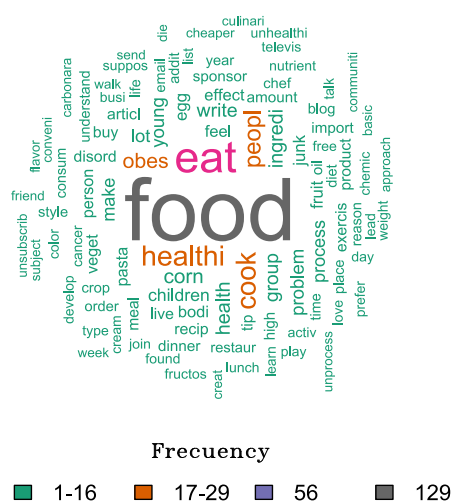 culinari
die
cheaper
unhealthi
televis
send
suppos
email
addit
list
year
sponsor
nutrient
chef
carbonara
understand
walk
busi
life
young
egg
effect
amount
blog
talk
communiti
articl
write
peopl
ingredi
import
basic
buy
lot
feel
junk
free
product
flavor
conveni
consum
disord
obes
eat
fruit
oil
diet
chemic
approach
friend
style
person
make
food
process
exercis
reason
lead
weight
unsubscrib
subject
color
cancer
veget
pasta
healthi
cook
group
problem
place
day
corn
develop
crop
order
meal
children
health
time
love
prefer
live
bodi
tip
high
activ
type
cream
recip
week
join
dinner
restaur
learn
play
unprocess
found
fructos
creat
lunch
Frecuency
1-16 17-29 56 129